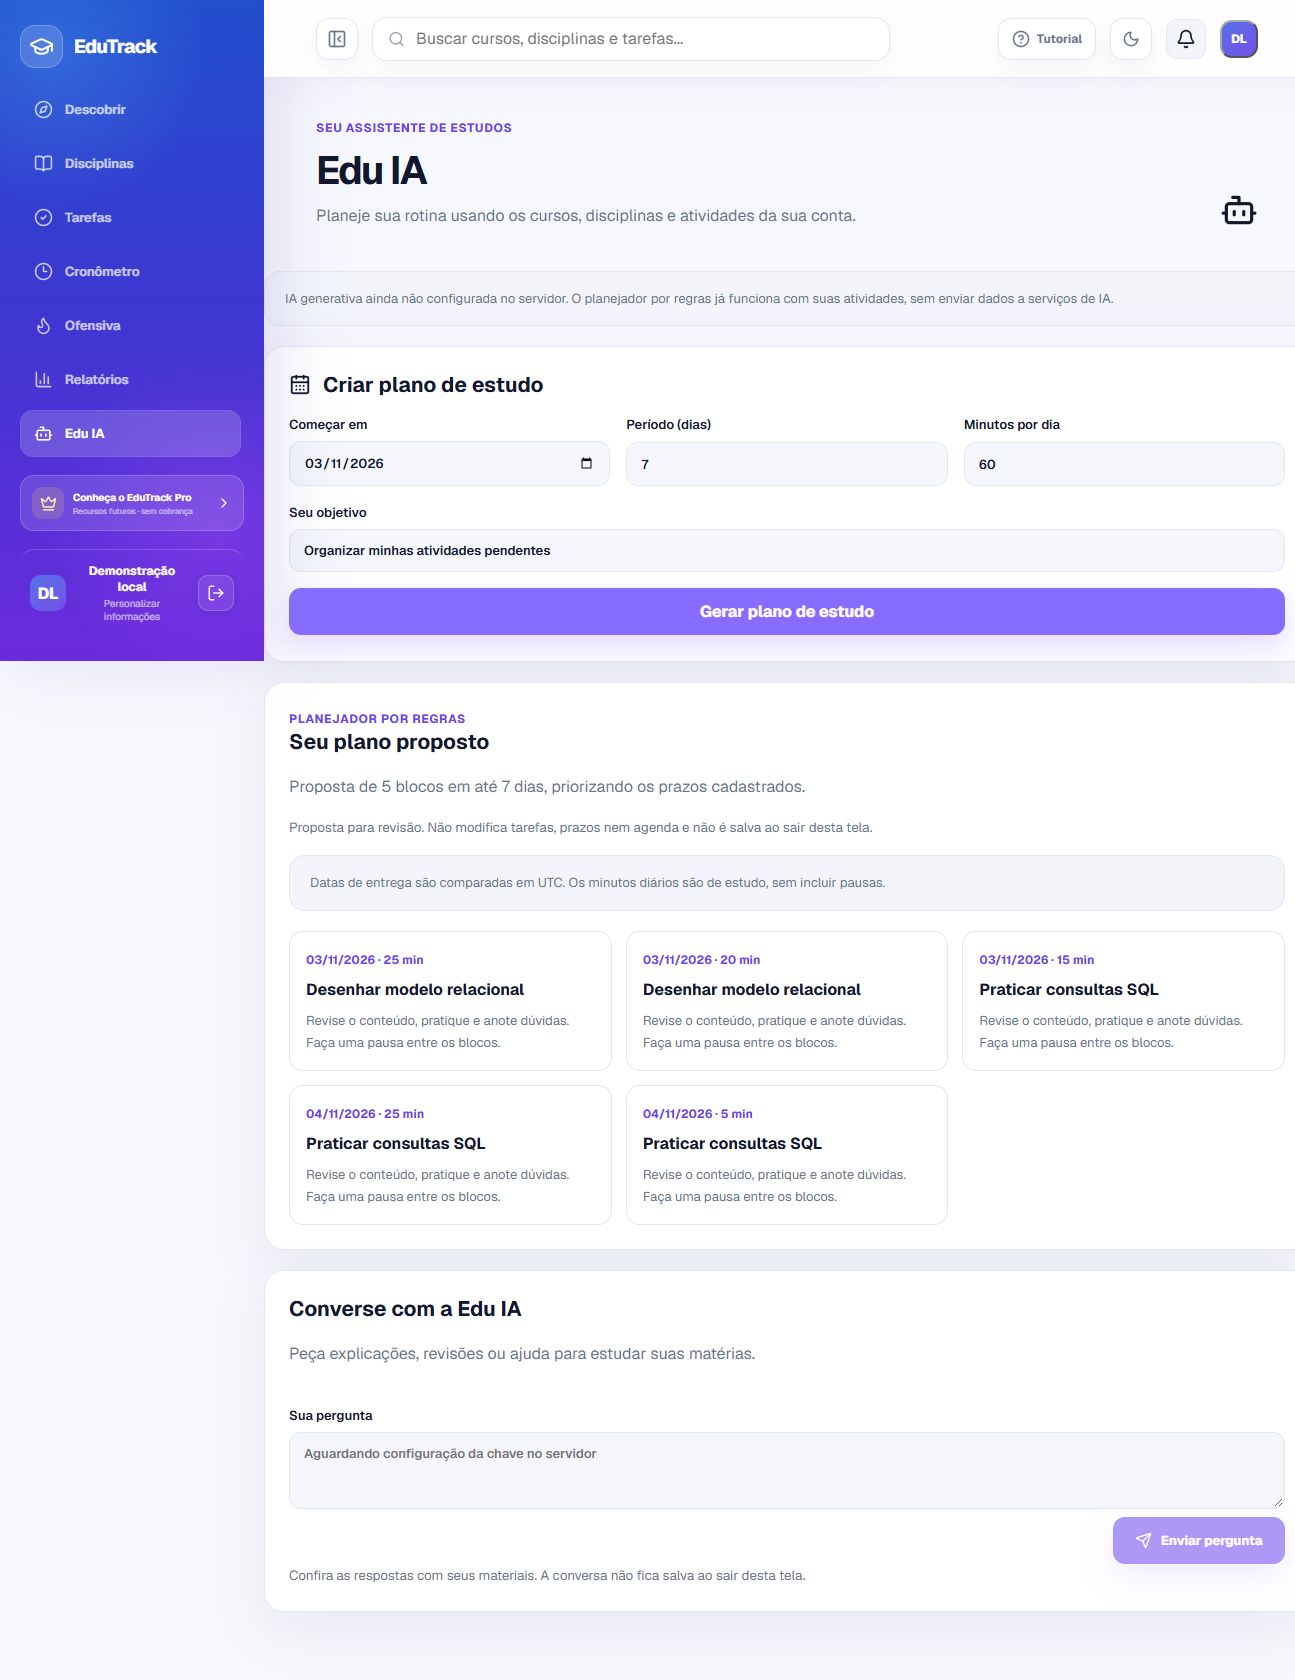 EduTrack
Descobrir
Disciplinas
Tarefas
Cronômetro
Ofensiva
Relatórios
Edu IA
Conheça o EduTrack Pro
Recursos futuros · sem cobrança
DL
Demonstração
local
Personalizar
informações
Buscar cursos, disciplinas e tarefas...
Tutorial
DL
SEU ASSISTENTE DE ESTUDOS
Edu IA
Planeje sua rotina usando os cursos, disciplinas e atividades da sua conta.
IA generativa ainda não configurada no servidor. O planejador por regras já funciona com suas atividades, sem enviar dados a serviços de IA.
Criar plano de estudo
Começar em
03/11/2026
Período (dias)
7
Minutos por dia
60
Seu objetivo
Organizar minhas atividades pendentes
Gerar plano de estudo
PLANEJADOR POR REGRAS
Seu plano proposto
Proposta de 5 blocos em até 7 dias, priorizando os prazos cadastrados.
Proposta para revisão. Não modifica tarefas, prazos nem agenda e não é salva ao sair desta tela.
Datas de entrega são comparadas em UTC. Os minutos diários são de estudo, sem incluir pausas.
03/11/2026 · 25 min
Desenhar modelo relacional
Revise o conteúdo, pratique e anote dúvidas.
Faça uma pausa entre os blocos.
03/11/2026 · 20 min
Desenhar modelo relacional
Revise o conteúdo, pratique e anote dúvidas.
Faça uma pausa entre os blocos.
03/11/2026 · 15 min
Praticar consultas SQL
Revise o conteúdo, pratique e anote dúvidas.
Faça uma pausa entre os blocos.
04/11/2026 · 25 min
Praticar consultas SQL
Revise o conteúdo, pratique e anote dúvidas.
Faça uma pausa entre os blocos.
04/11/2026 · 5 min
Praticar consultas SQL
Revise o conteúdo, pratique e anote dúvidas.
Faça uma pausa entre os blocos.
Converse com a Edu IA
Peça explicações, revisões ou ajuda para estudar suas matérias.
Sua pergunta
Aguardando configuração da chave no servidor
Enviar pergunta
Confira as respostas com seus materiais. A conversa não fica salva ao sair desta tela.